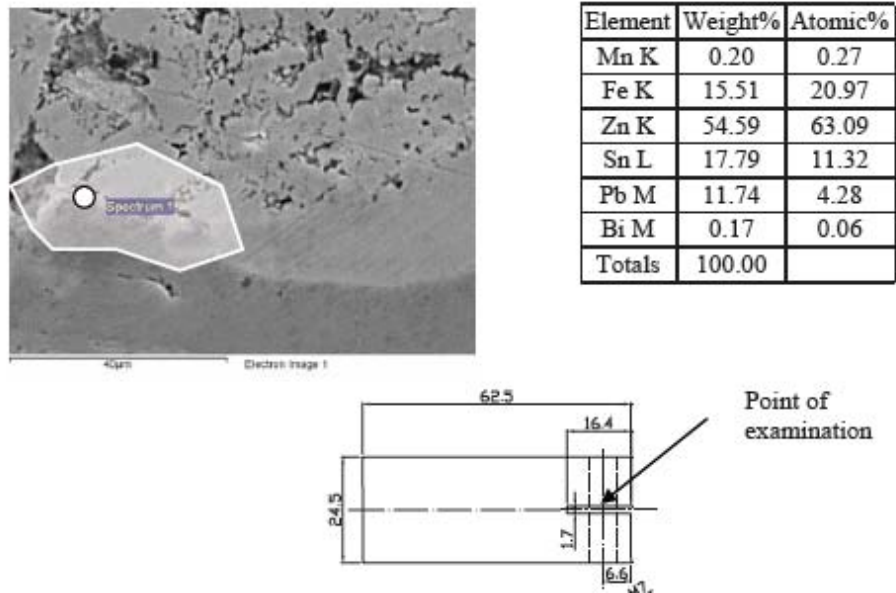 Element Weight% Atomic%
Mn K 0.20 0.27
Fe K 15.51 20.97
Zn K 54.59 63.09
Sn L 17.79 11.32
Pb M 11.74 4.28
Bi M 0.17 0.06
Totals 100.00
Spectrum 1
40µm Electron Image 1
62.5
16.4
Point of
examination
24.5
1.7
6.6